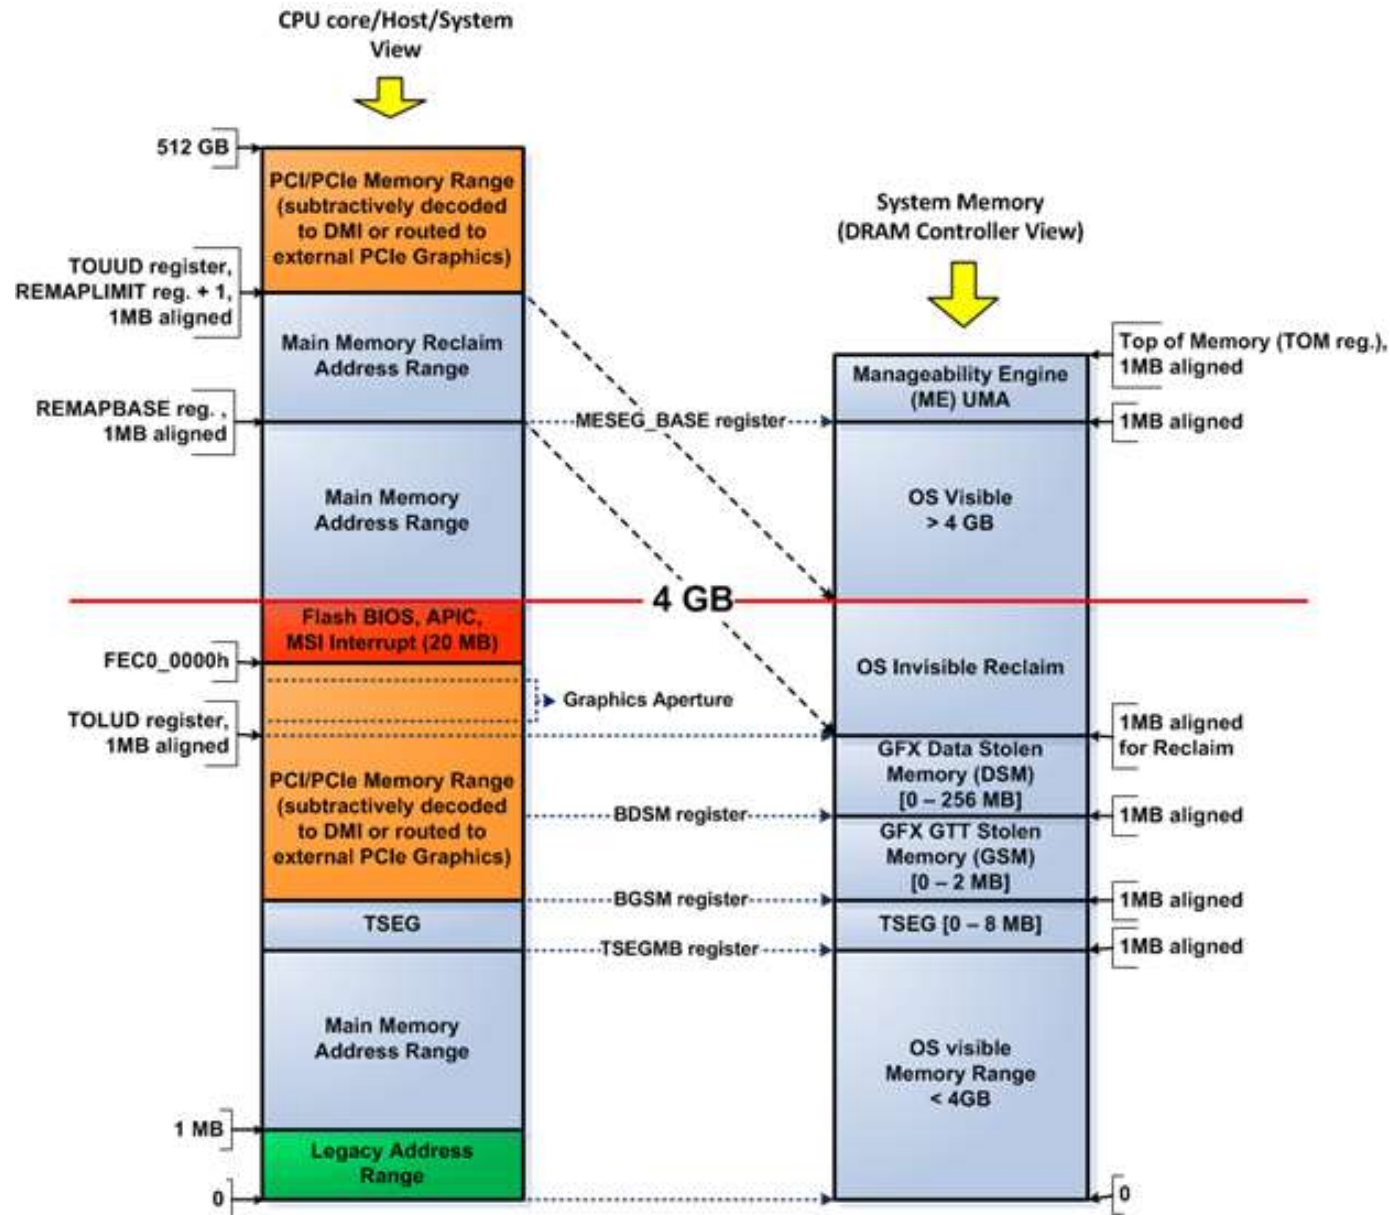 CPU core/Host/System
View
512 GB
PCI/PCIe Memory Range
(subtractively decoded
to DMI or routed to
external PCIe Graphics)
System Memory
(DRAM Controller View)
TOUUD register,
REMAPLIMIT reg. + 1,
1MB aligned
Main Memory Reclaim
Address Range
Top of Memory (TOM reg.),
1MB aligned
Manageability Engine
(ME) UMA
REMAPBASE reg. ,
1MB aligned
MESEG_BASE register
1MB aligned
Main Memory
Address Range
OS Visible
> 4 GB
4 GB
Flash BIOS, APIC,
MSI Interrupt (20 MB)
FEC0_0000h
OS Invisible Reclaim
Graphics Aperture
TOLUD register,
1MB aligned
1MB aligned
for Reclaim
PCI/PCIe Memory Range
(subtractively decoded
to DMI or routed to
external PCIe Graphics)
GFX Data Stolen
Memory (DSM)
[0 – 256 MB]
BDSM register
1MB aligned
GFX GTT Stolen
Memory (GSM)
[0 – 2 MB]
BGSM register
1MB aligned
TSEG
TSEG [0 – 8 MB]
TSEGMB register
1MB aligned
Main Memory
Address Range
OS visible
Memory Range
< 4GB
1 MB
Legacy Address
Range
0
0